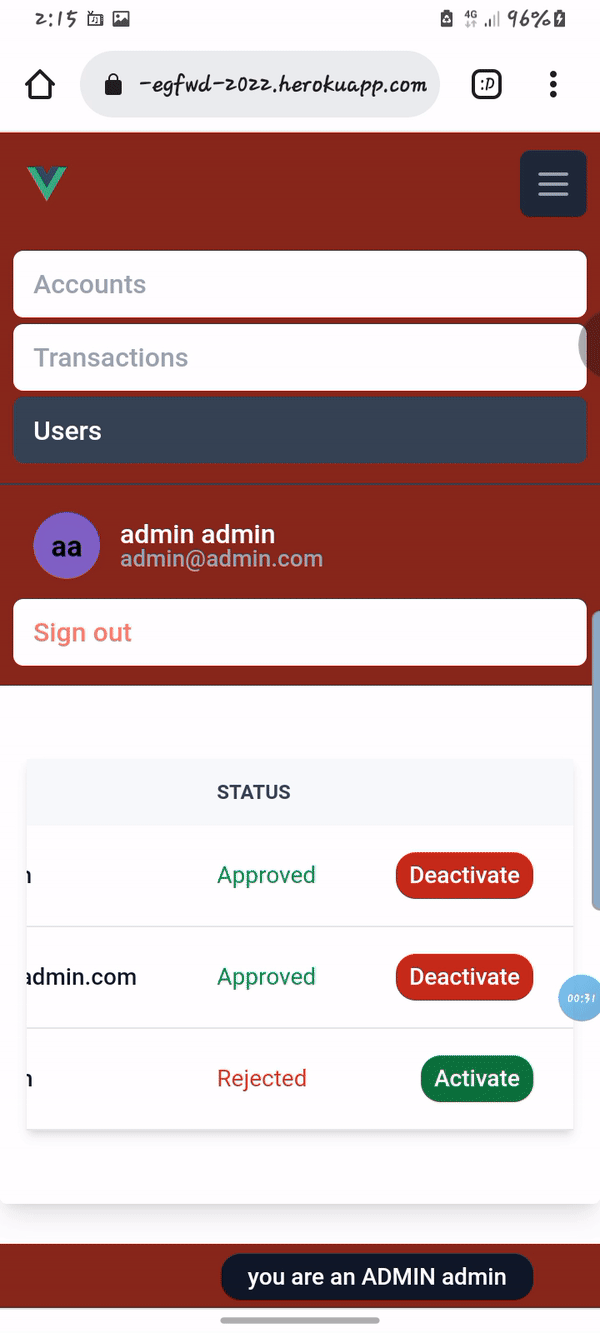 2:15
4G
96%
-egfwd-2022.herokuapp.com
:D
Accounts
Transactions
Users
aa
admin admin
admin@admin.com
Sign out
STATUS
Approved Deactivate
admin.com Approved Deactivate
Rejected Activate
00:31
you are an ADMIN admin